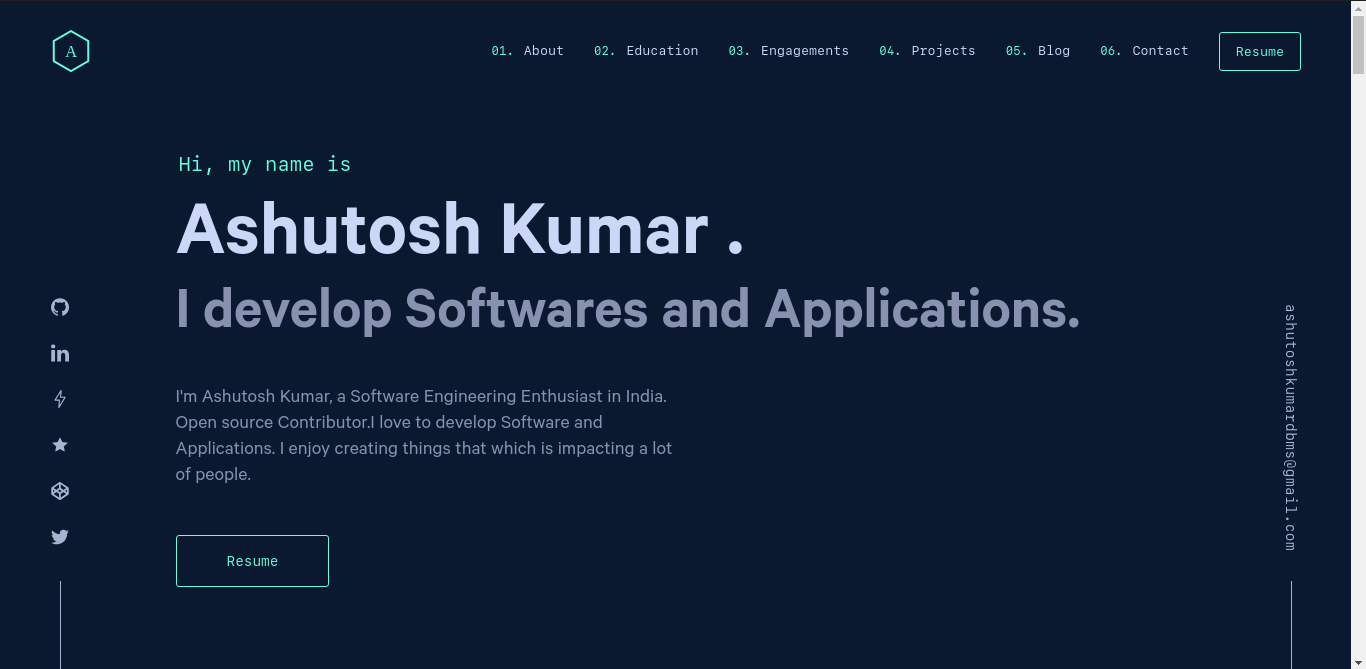 A
01. About 02. Education 03. Engagements 04. Projects 05. Blog 06. Contact Resume
Hi, my name is
Ashutosh Kumar .
I develop Softwares and Applications.
I'm Ashutosh Kumar, a Software Engineering Enthusiast in India.
Open source Contributor.I love to develop Software and
Applications. I enjoy creating things that which is impacting a lot
of people.
Resume
ashutoshkumardbms@gmail.com